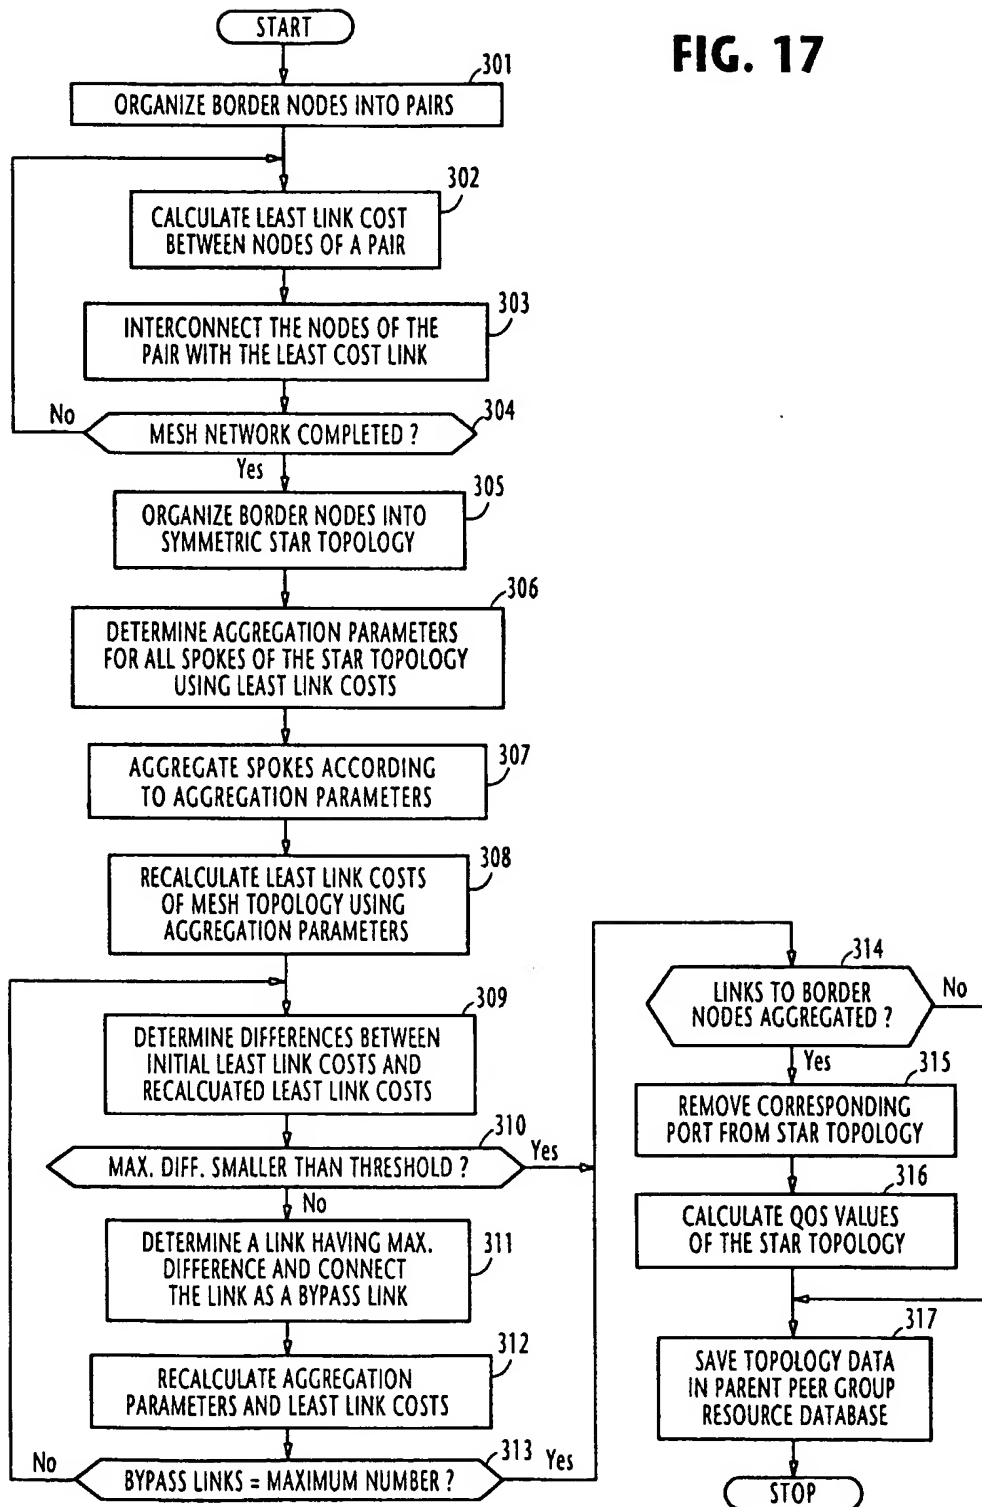 START
FIG. 17
301
ORGANIZE BORDER NODES INTO PAIRS
302
CALCULATE LEAST LINK COST
BETWEEN NODES OF A PAIR
303
INTERCONNECT THE NODES OF THE
PAIR WITH THE LEAST COST LINK
304
No
MESH NETWORK COMPLETED ?
Yes
305
ORGANIZE BORDER NODES INTO
SYMMETRIC STAR TOPOLOGY
306
DETERMINE AGGREGATION PARAMETERS
FOR ALL SPOKES OF THE STAR TOPOLOGY
USING LEAST LINK COSTS
307
AGGREGATE SPOKES ACCORDING
TO AGGREGATION PARAMETERS
308
RECALCULATE LEAST LINK COSTS
OF MESH TOPOLOGY USING
AGGREGATION PARAMETERS
309
DETERMINE DIFFERENCES BETWEEN
INITIAL LEAST LINK COSTS AND
RECALCUATED LEAST LINK COSTS
310
MAX. DIFF. SMALLER THAN THRESHOLD ?
Yes
No
311
DETERMINE A LINK HAVING MAX.
DIFFERENCE AND CONNECT
THE LINK AS A BYPASS LINK
312
RECALCULATE AGGREGATION
PARAMETERS AND LEAST LINK COSTS
313
No
BYPASS LINKS = MAXIMUM NUMBER ?
Yes
314
LINKS TO BORDER
NODES AGGREGATED ?
No
Yes
315
REMOVE CORRESPONDING
PORT FROM STAR TOPOLOGY
316
CALCULATE QOS VALUES
OF THE STAR TOPOLOGY
317
SAVE TOPOLOGY DATA
IN PARENT PEER GROUP
RESOURCE DATABASE
STOP